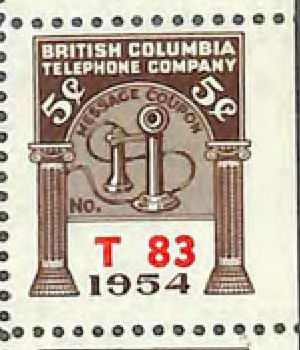 BRITISH COLUMBIA
TELEPHONE COMPANY
5¢ 5¢
MESSAGE COUPON
No.
T 83
1954